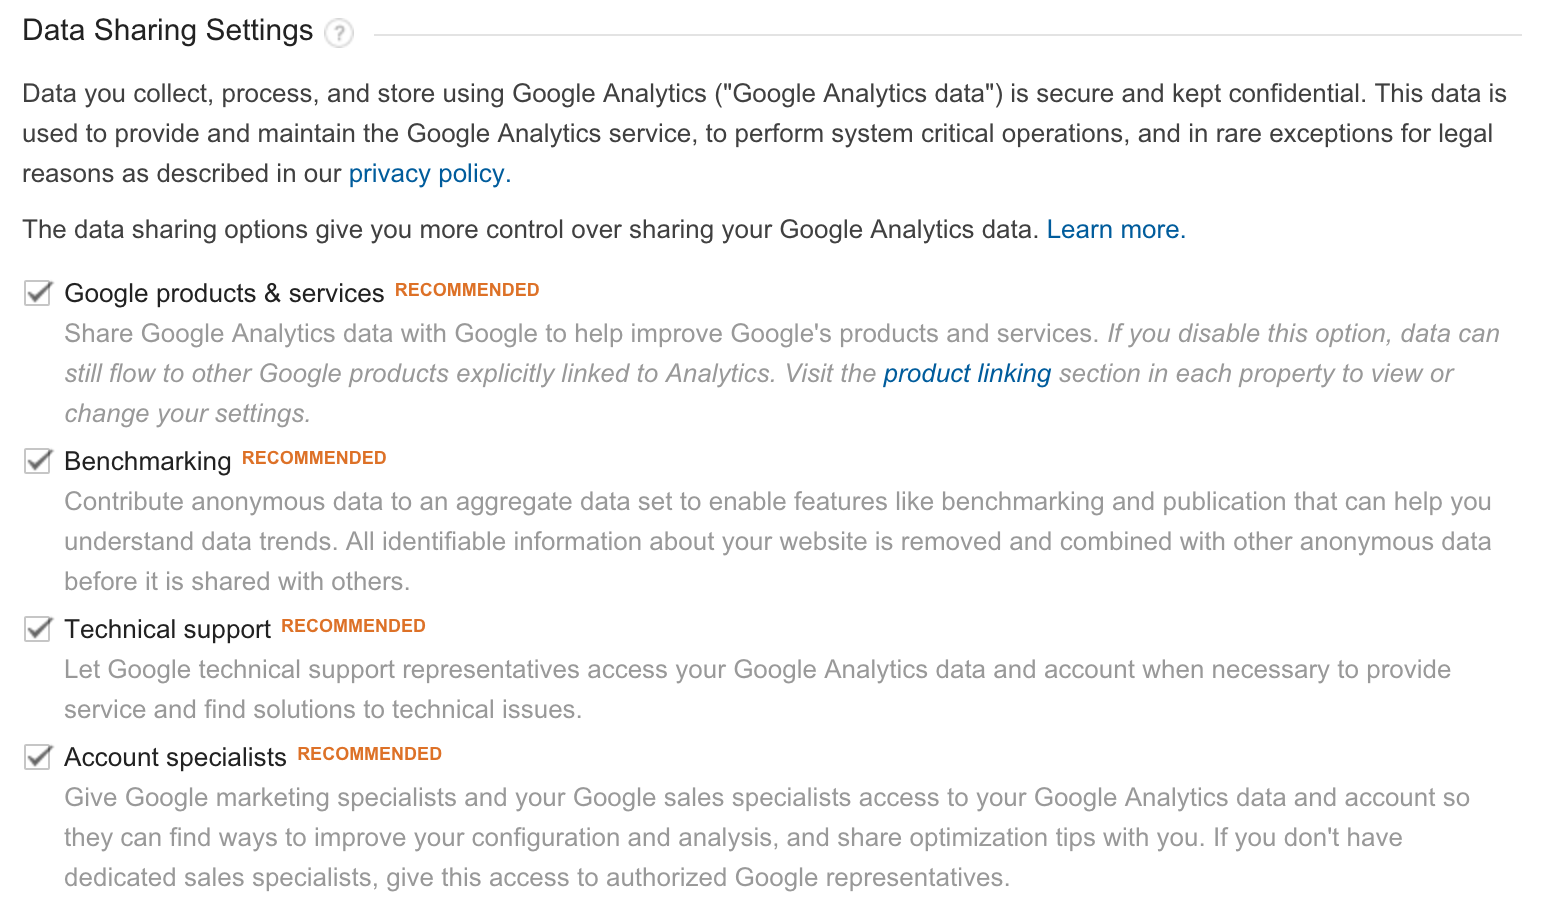 Data Sharing Settings ?
Data you collect, process, and store using Google Analytics ("Google Analytics data") is secure and kept confidential. This data is
used to provide and maintain the Google Analytics service, to perform system critical operations, and in rare exceptions for legal
reasons as described in our privacy policy.
The data sharing options give you more control over sharing your Google Analytics data. Learn more.
Google products & services RECOMMENDED
Share Google Analytics data with Google to help improve Google's products and services. If you disable this option, data can
still flow to other Google products explicitly linked to Analytics. Visit the product linking section in each property to view or
change your settings.
Benchmarking RECOMMENDED
Contribute anonymous data to an aggregate data set to enable features like benchmarking and publication that can help you
understand data trends. All identifiable information about your website is removed and combined with other anonymous data
before it is shared with others.
Technical support RECOMMENDED
Let Google technical support representatives access your Google Analytics data and account when necessary to provide
service and find solutions to technical issues.
Account specialists RECOMMENDED
Give Google marketing specialists and your Google sales specialists access to your Google Analytics data and account so
they can find ways to improve your configuration and analysis, and share optimization tips with you. If you don't have
dedicated sales specialists, give this access to authorized Google representatives.